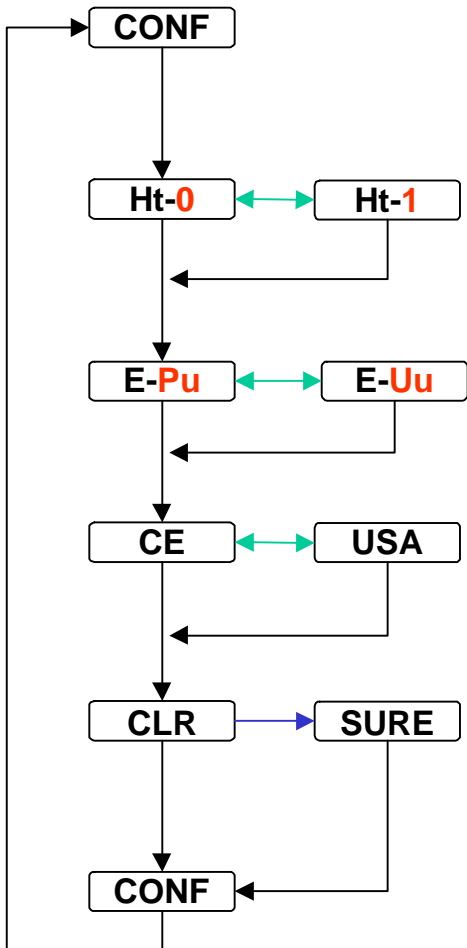 CONF
Ht-0 Ht-1
E-Pu E-Uu
CE USA
CLR SURE
CONF